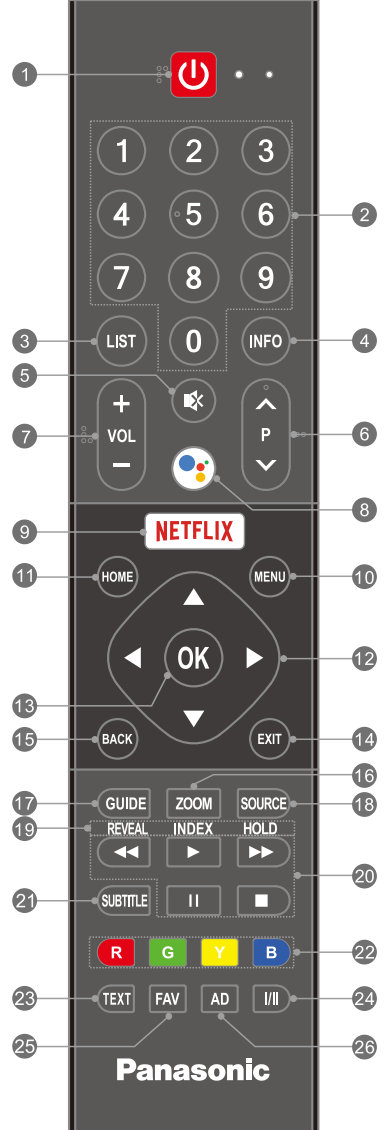 1
1 2 3
4 5 6 2
7 8 9
3 LIST 0 INFO 4
5
+ 6
7 VOL P
−
8
9 NETFLIX
11 HOME MENU 10
OK 12
13
15 BACK EXIT 14
16
17 GUIDE ZOOM SOURCE 18
19 REVEAL INDEX HOLD
20
21 SUBTITLE
R G Y B 22
23 TEXT FAV AD I/II 24
25 26
Panasonic